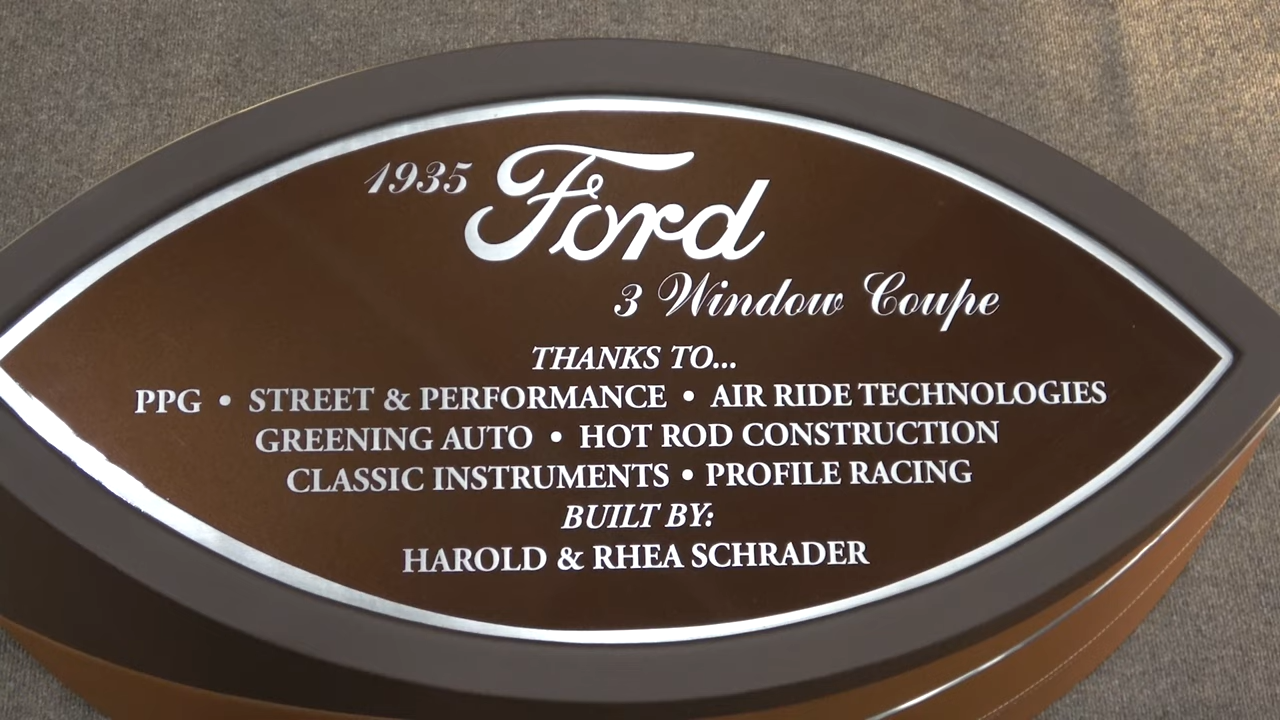 1935 Ford
3 Window Coupe
THANKS TO...
PPG • STREET & PERFORMANCE • AIR RIDE TECHNOLOGIES
GREENING AUTO • HOT ROD CONSTRUCTION
CLASSIC INSTRUMENTS • PROFILE RACING
BUILT BY:
HAROLD & RHEA SCHRADER